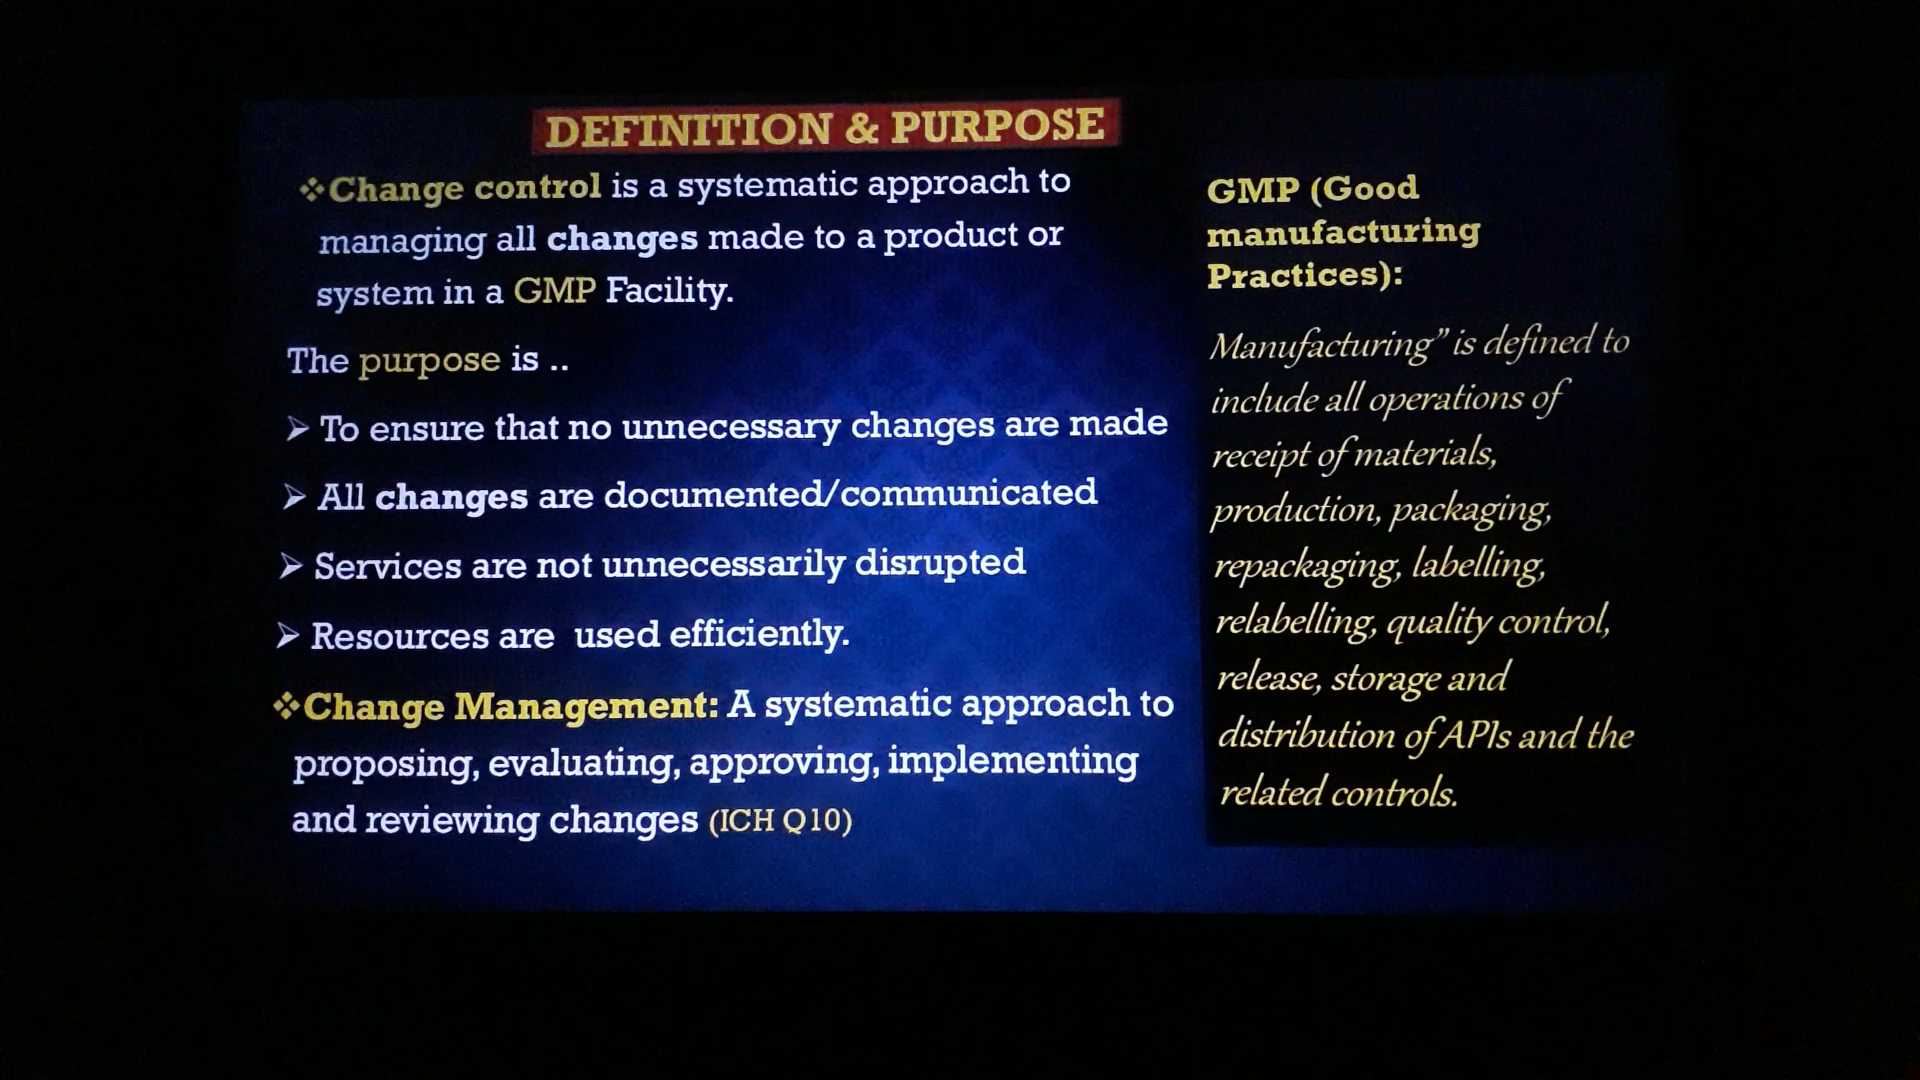 DEFINITION & PURPOSE
❖Change control is a systematic approach to
managing all changes made to a product or
system in a GMP Facility.
The purpose is ..
➢ To ensure that no unnecessary changes are made
➢ All changes are documented/communicated
➢ Services are not unnecessarily disrupted
➢ Resources are  used efficiently.
❖Change Management: A systematic approach to
proposing, evaluating, approving, implementing
and reviewing changes (ICH Q10)
GMP (Good
manufacturing
Practices):
Manufacturing” is defined to
include all operations of
receipt of materials,
production, packaging,
repackaging, labelling,
relabelling, quality control,
release, storage and
distribution of APIs and the
related controls.